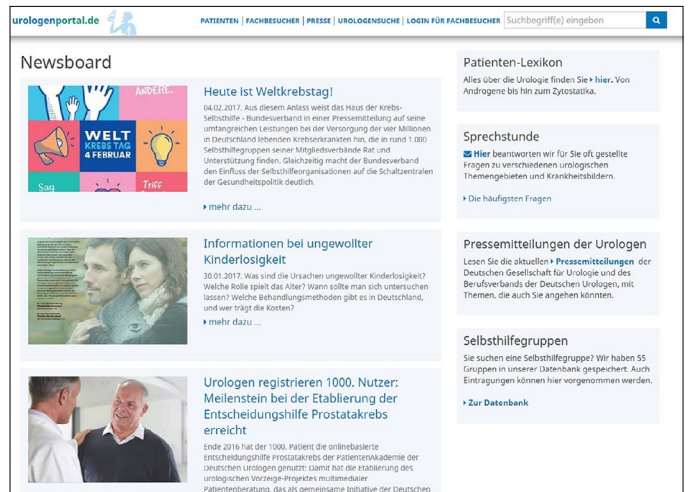 urologenportal.de
PATIENTEN | FACHBESUCHER | PRESSE | UROLOGENSUCHE | LOGIN FÜR FACHBESUCHER
Suchbegriff(e) eingeben
Newsboard
ANDERE.
WELT
KREBS TAG
4 FEBRUAR
Sag
Triff
Heute ist Weltkrebstag!
04.02.2017. Aus diesem Anlass weist das Haus der Krebs-
Selbsthilfe - Bundesverband in einer Pressemitteilung auf seine
umfangreichen Leistungen bei der Versorgung der vier Millionen
in Deutschland lebenden Krebserkrankten hin, die in rund 1.000
Selbsthilfegruppen seiner Mitgliedsverbände Rat und
Unterstützung finden. Gleichzeitig macht der Bundesverband
den Einfluss der Selbsthilfeorganisationen auf die Schaltzentralen
der Gesundheitspolitik deutlich.
mehr dazu ...
Informationen bei ungewollter
Kinderlosigkeit
30.01.2017. Was sind die Ursachen ungewollter Kinderlosigkeit?
Welche Rolle spielt das Alter? Wann sollte man sich untersuchen
lassen? Welche Behandlungsmethoden gibt es in Deutschland,
und wer trägt die Kosten?
mehr dazu ...
Urologen registrieren 1000. Nutzer:
Meilenstein bei der Etablierung der
Entscheidungshilfe Prostatakrebs
erreicht
Ende 2016 hat der 1000. Patient die onlinebasierte
Entscheidungshilfe Prostatakrebs der PatientenAkademie der
Deutschen Urologen genutzt: Damit hat die Etablierung des
urologischen Vorzeige-Projektes multimedialer
Patientenberatung, das als gemeinsame Initiative der Deutschen
Patienten-Lexikon
Alles über die Urologie finden Sie hier. Von
Androgene bis hin zum Zytostatika.
Sprechstunde
Hier beantworten wir für Sie oft gestellte
Fragen zu verschiedenen urologischen
Themengebieten und Krankheitsbildern.
Die häufigsten Fragen
Pressemitteilungen der Urologen
Lesen Sie die aktuellen Pressemitteilungen der
Deutschen Gesellschaft für Urologie und des
Berufsverbands der Deutschen Urologen, mit
Themen, die auch Sie angehen könnten.
Selbsthilfegruppen
Sie suchen eine Selbsthilfegruppe? Wir haben 55
Gruppen in unserer Datenbank gespeichert. Auch
Eintragungen können hier vorgenommen werden.
Zur Datenbank